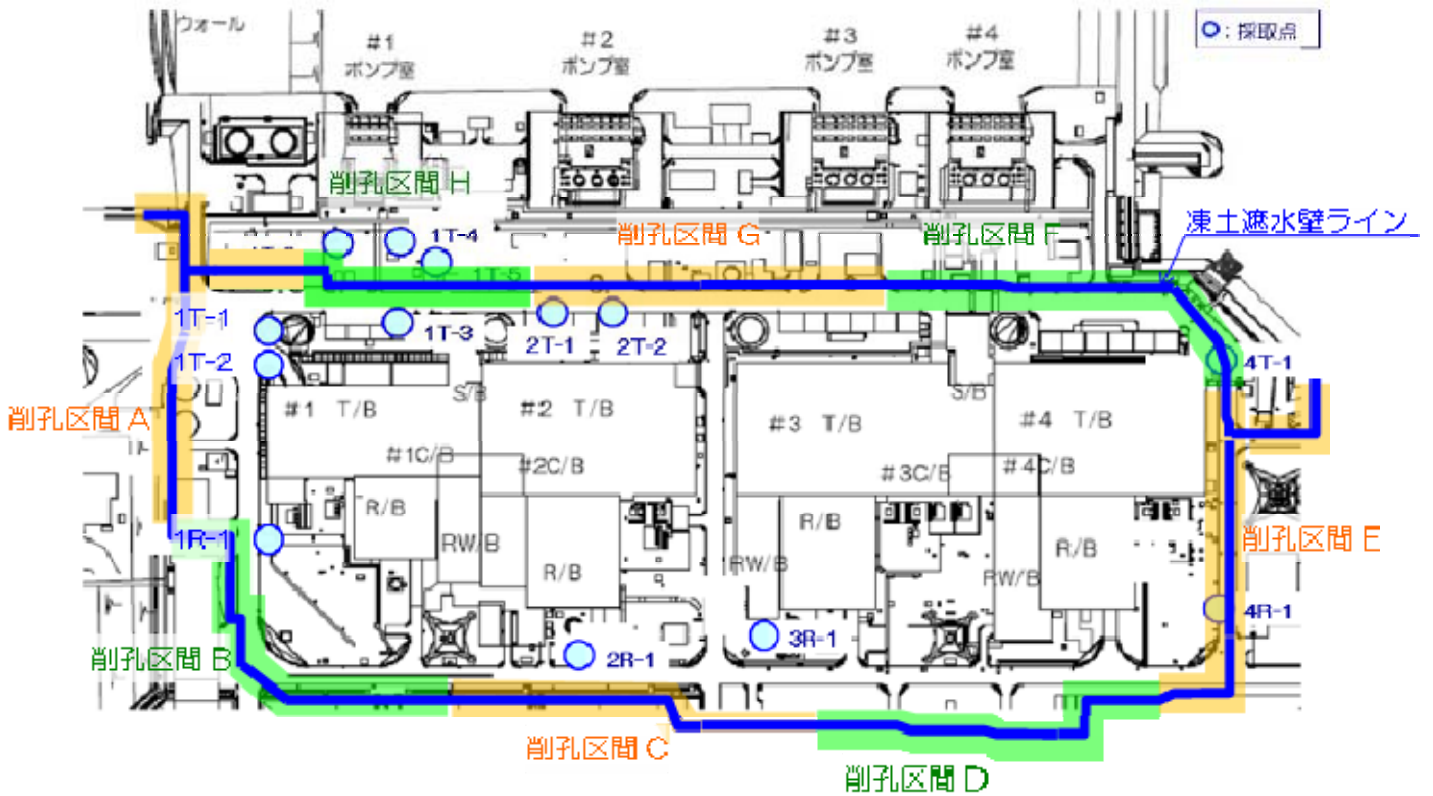 ウォール
○:採取点
#1
ポンプ室
#2
ポンプ室
#3
ポンプ室
#4
ポンプ室
削孔区間 H
削孔区間 G
削孔区間 F
凍土遮水壁ライン
1T-4
1T-5
1T-1
1T-3
2T-1
2T-2
1T-2
4T-1
削孔区間 A
S/B
S/B
#1 T/B
#2 T/B
#3 T/B
#4 T/B
#1C/B
#2C/B
#3C/B
#4C/B
R/B
R/B
1R-1
RW/B
R/B
RW/B
R/B
RW/B
削孔区間 E
4R-1
3R-1
2R-1
削孔区間 B
削孔区間 C
削孔区間 D